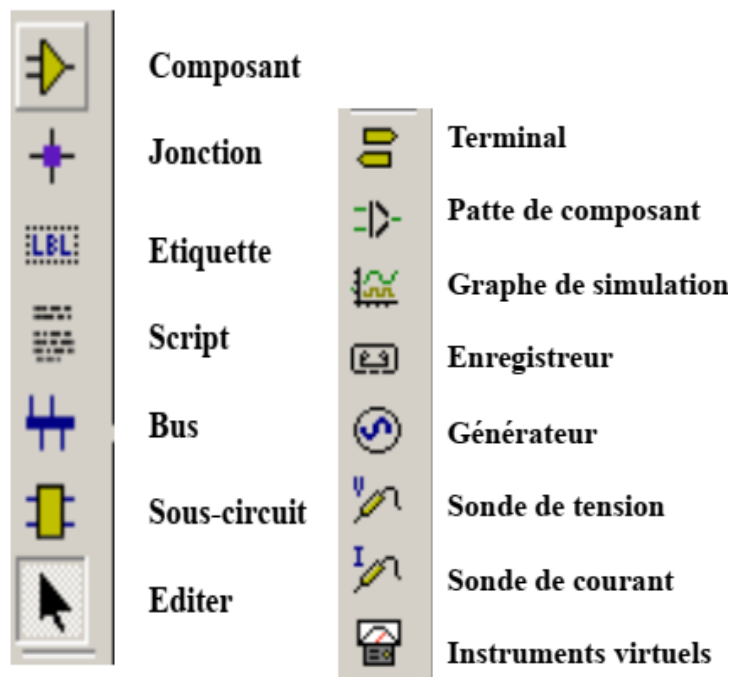 Composant
Jonction
LBL
Etiquette
Script
Bus
Sous-circuit
Editer
Terminal
Patte de composant
Graphe de simulation
Enregistreur
Générateur
V
Sonde de tension
I
Sonde de courant
Instruments virtuels